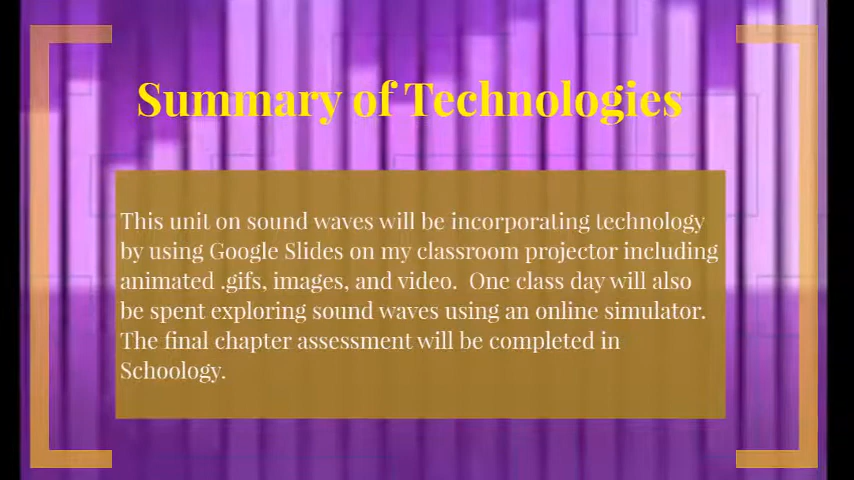 Summary of Technologies
This unit on sound waves will be incorporating technology
by using Google Slides on my classroom projector including
animated .gifs, images, and video.  One class day will also
be spent exploring sound waves using an online simulator.
The final chapter assessment will be completed in
Schoology.